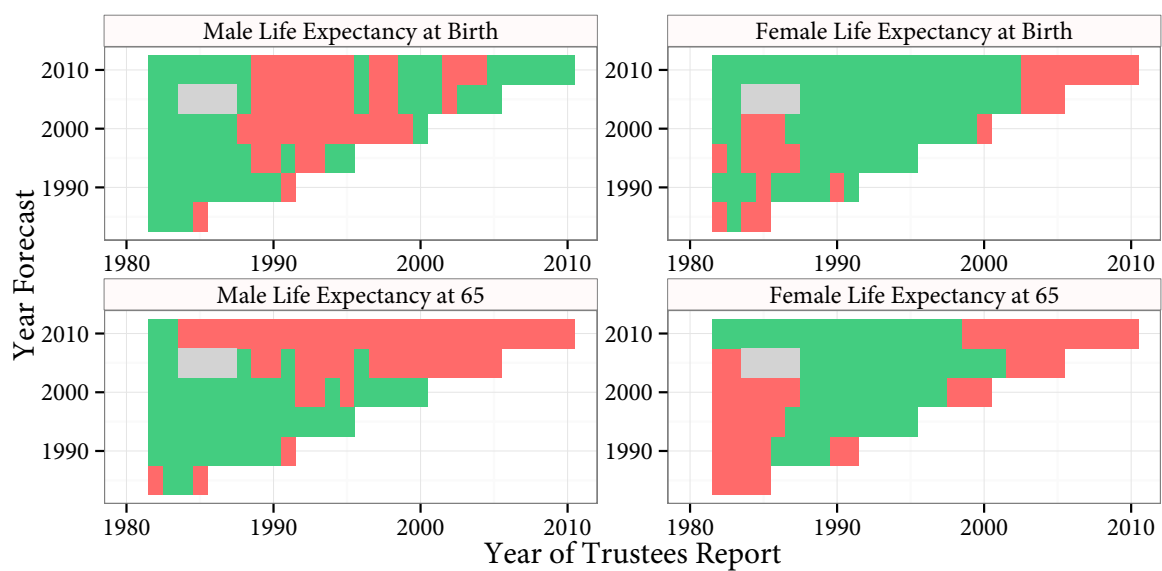 Male Life Expectancy at Birth
Female Life Expectancy at Birth
2010
2000
1990
1980 1990 2000 2010
2010
2000
1990
1980 1990 2000 2010
Male Life Expectancy at 65
Female Life Expectancy at 65
2010
2000
1990
1980 1990 2000 2010
2010
2000
1990
1980 1990 2000 2010
Year Forecast
Year of Trustees Report